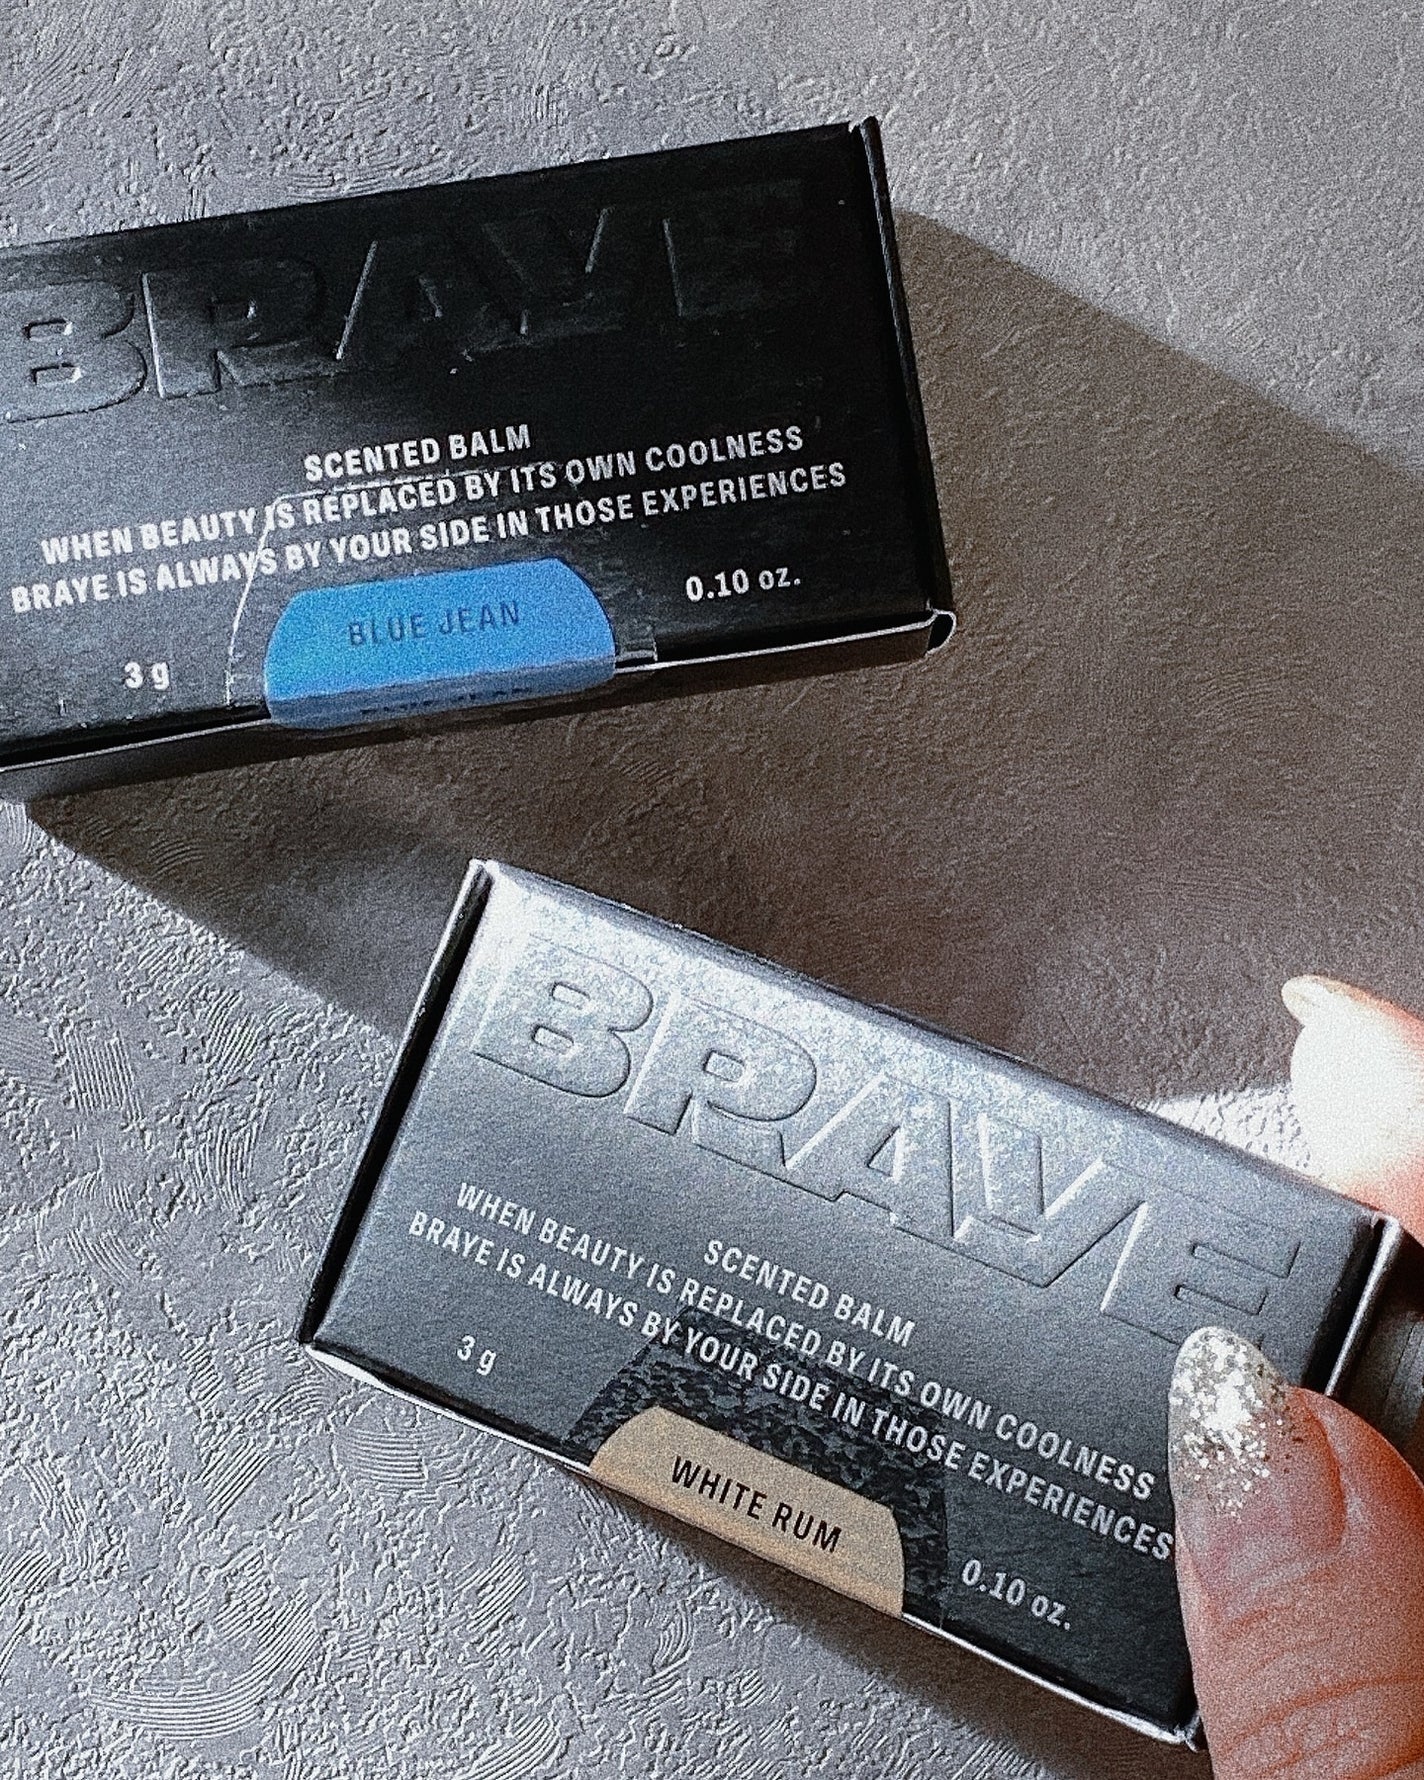 BRAYE
SCENTED BALM
WHEN BEAUTY IS REPLACED BY ITS OWN COOLNESS
BRAYE IS ALWAYS BY YOUR SIDE IN THOSE EXPERIENCES
3 g
0.10 oz.
BLUE JEAN
BLUE JEAN
BRAYE
SCENTED BALM
WHEN BEAUTY IS REPLACED BY ITS OWN COOLNESS
BRAYE IS ALWAYS BY YOUR SIDE IN THOSE EXPERIENCES
3 g
0.10 oz.
WHITE RUM